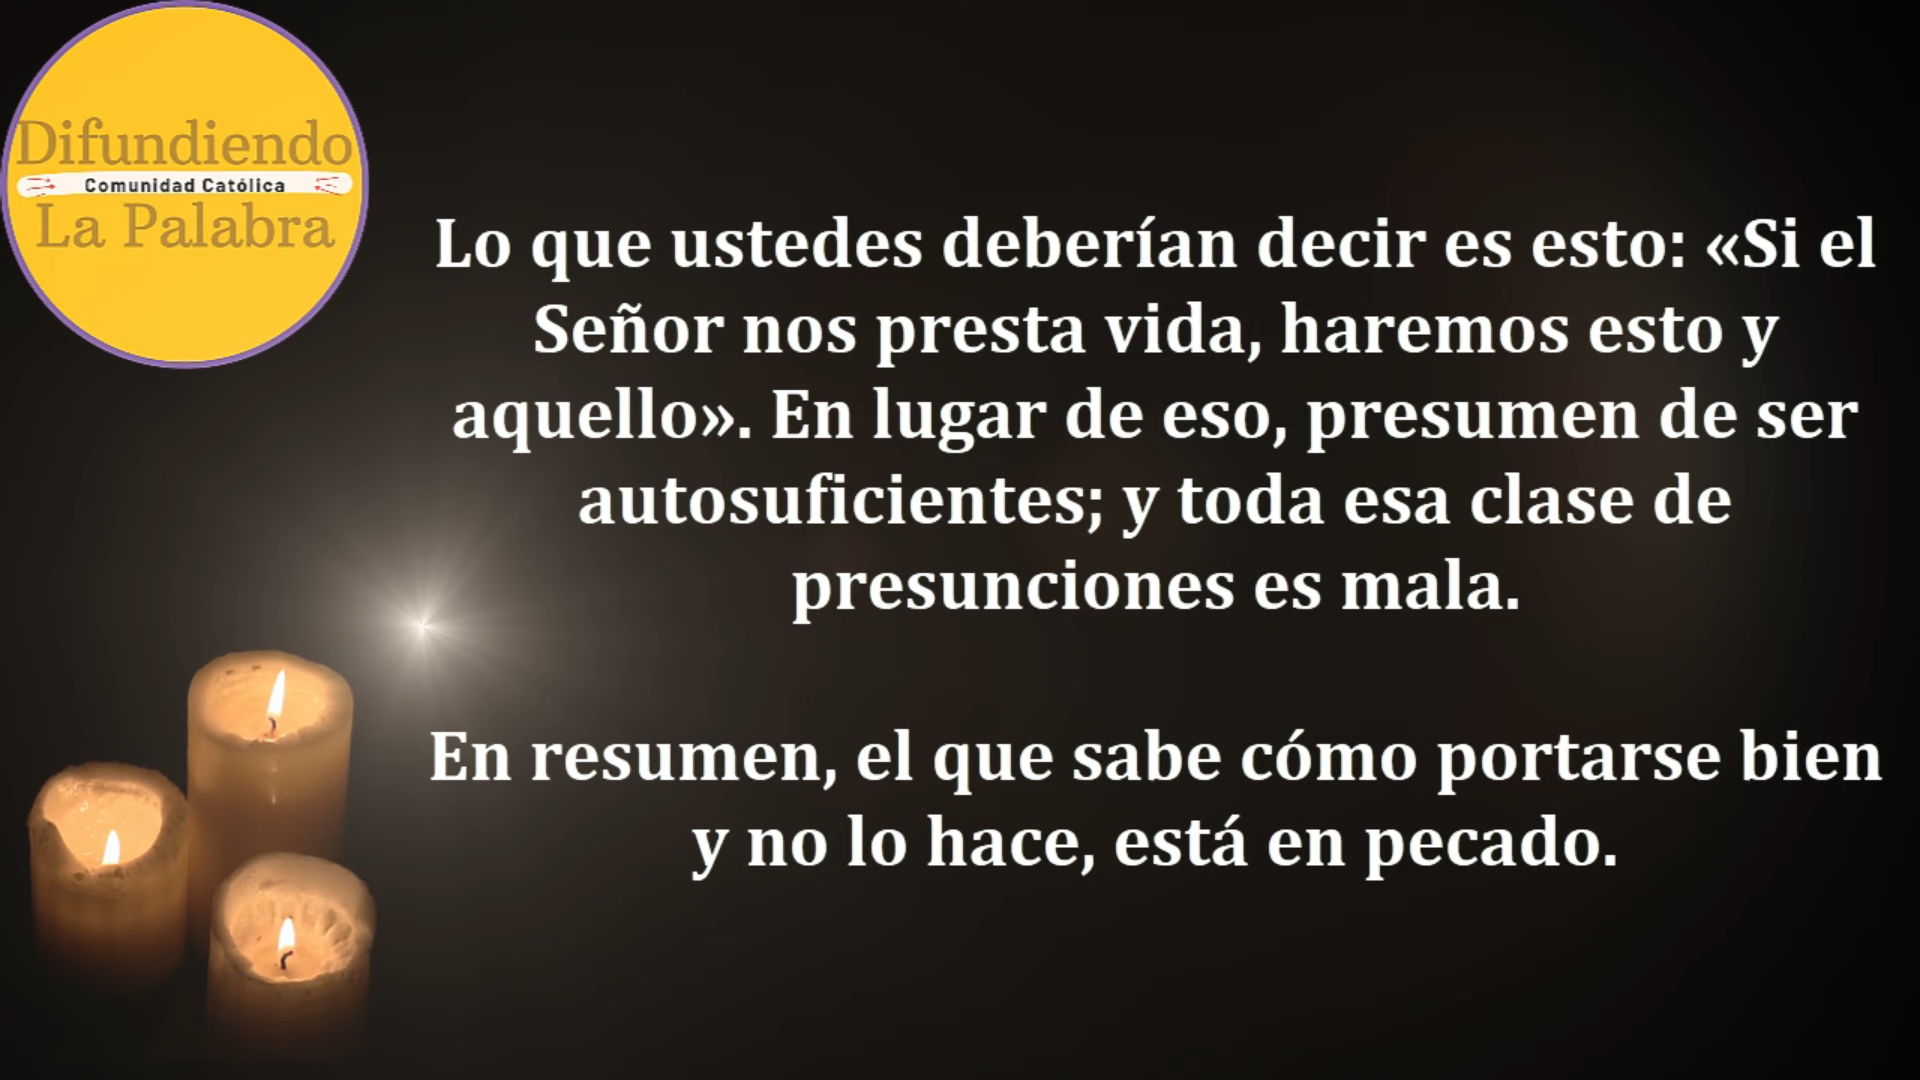 Difundiendo
Comunidad Católica
La Palabra
Lo que ustedes deberían decir es esto: «Si el
Señor nos presta vida, haremos esto y
aquello». En lugar de eso, presumen de ser
autosuficientes; y toda esa clase de
presunciones es mala.
En resumen, el que sabe cómo portarse bien
y no lo hace, está en pecado.